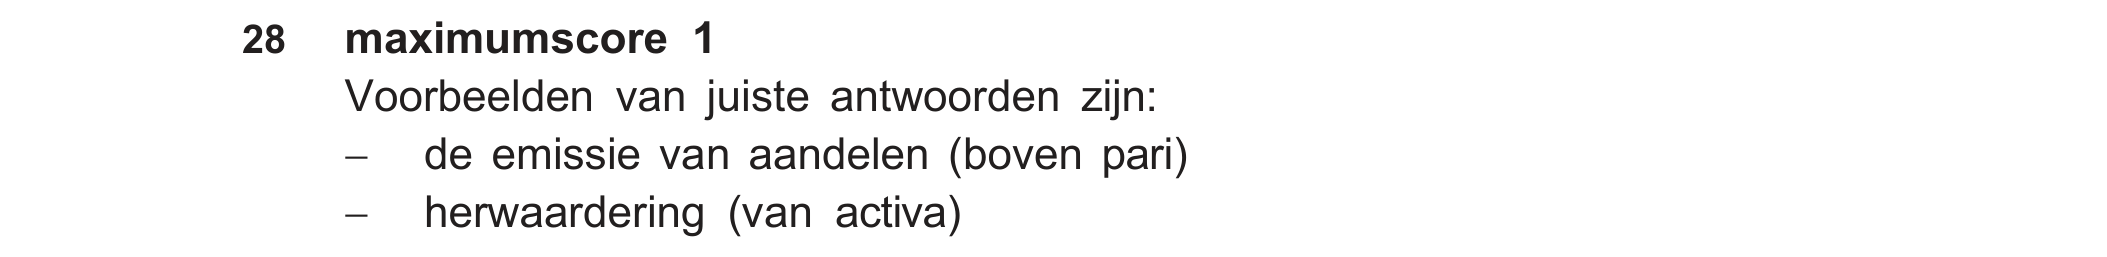 28 maximumscore 1
Voorbeelden van juiste antwoorden zijn:
− de emissie van aandelen (boven pari)
− herwaardering (van activa)